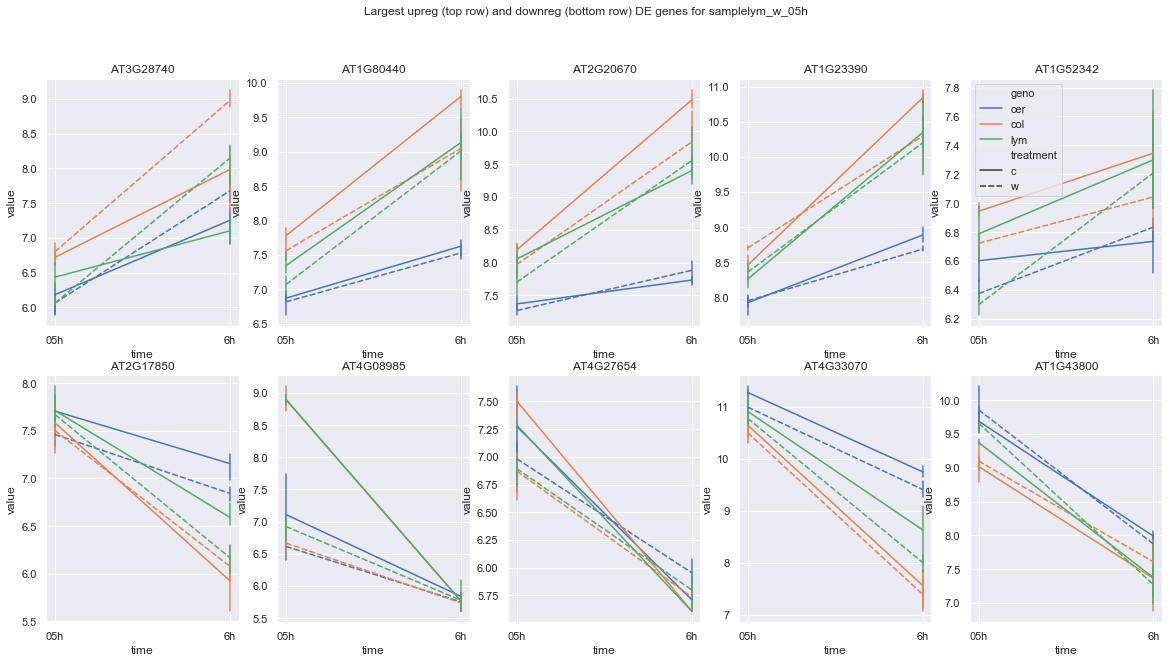 Largest upreg (top row) and downreg (bottom row) DE genes for samplelym_w_05h
AT3G28740
value
9.0
8.5
8.0
7.5
7.0
6.5
6.0
05h
6h
time
AT1G80440
value
10.0
9.5
9.0
8.5
8.0
7.5
7.0
6.5
05h
6h
time
AT2G20670
value
10.5
10.0
9.5
9.0
8.5
8.0
7.5
05h
6h
time
AT1G23390
value
11.0
10.5
10.0
9.5
9.0
8.5
8.0
05h
6h
time
AT1G52342
value
7.8
7.6
7.4
7.2
7.0
6.8
6.6
6.4
6.2
geno
cer
col
lym
treatment
c
w
05h
6h
time
AT2G17850
value
8.0
7.5
7.0
6.5
6.0
5.5
05h
6h
time
AT4G08985
value
9.0
8.5
8.0
7.5
7.0
6.5
6.0
5.5
05h
6h
time
AT4G27654
value
7.50
7.25
7.00
6.75
6.50
6.25
6.00
5.75
05h
6h
time
AT4G33070
value
11
10
9
8
7
05h
6h
time
AT1G43800
value
10.0
9.5
9.0
8.5
8.0
7.5
7.0
05h
6h
time